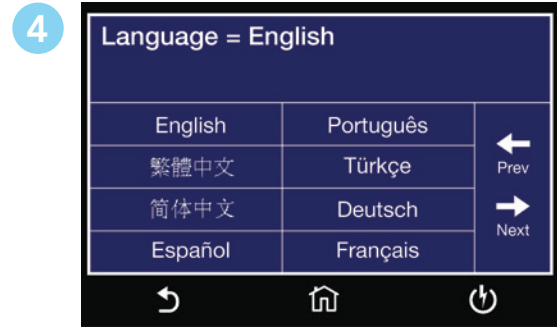 4
Language = English
English
Português
繁體中文
Türkçe
Prev
简体中文
Deutsch
Next
Español
Français